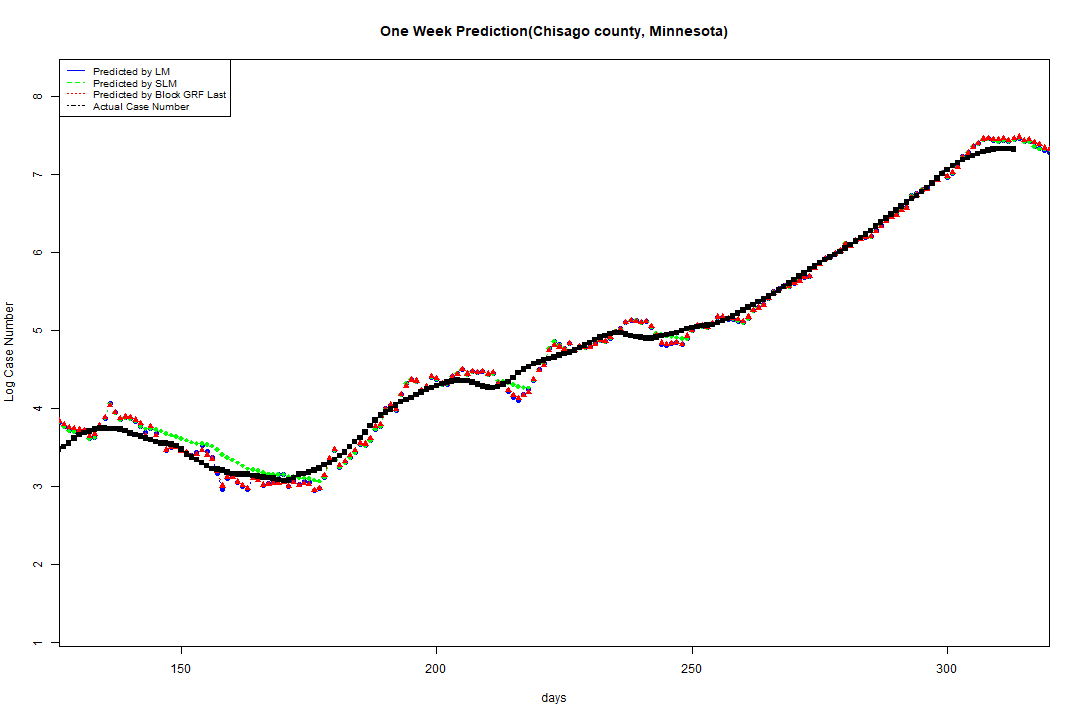 One Week Prediction(Chisago county, Minnesota)
Predicted by LM
Predicted by SLM
Predicted by Block GRF Last
Actual Case Number
8
7
6
5
4
3
2
1
Log Case Number
150
200
250
300
days